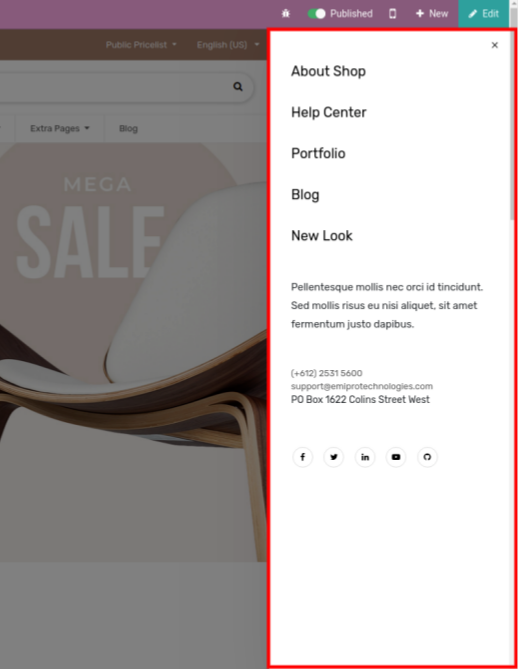 Published
+ New
Edit
Public Pricelist
English (US)
×
About Shop
Help Center
Extra Pages
Blog
Portfolio
MEGA
SALE
Blog
New Look
Pellentesque mollis nec orci id tincidunt.
Sed mollis risus eu nisi aliquet, sit amet
fermentum justo dapibus.
(+612) 2531 5600
support@emiprotechnologies.com
PO Box 1622 Colins Street West